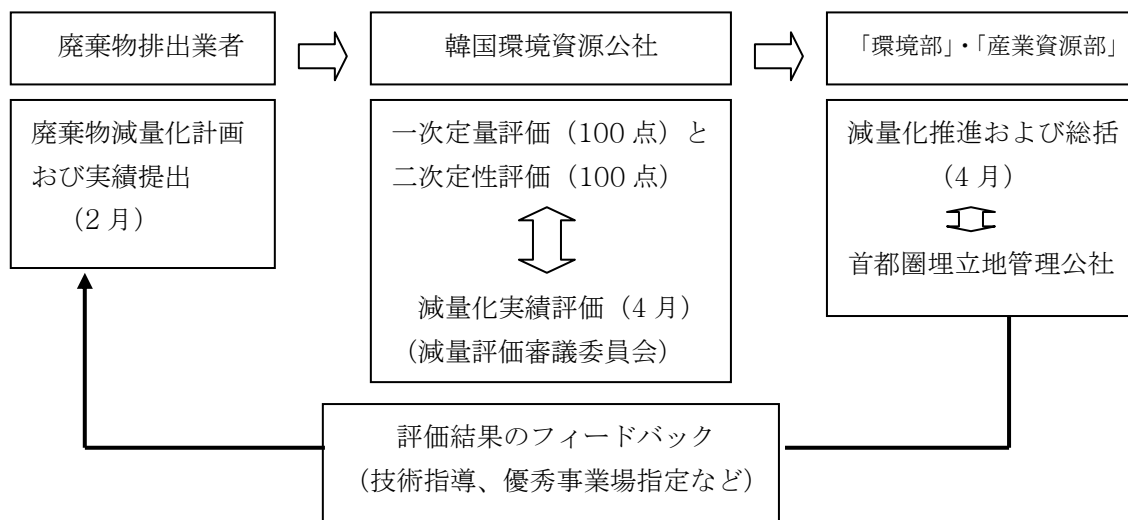 廃棄物排出業者
韓国環境資源公社
「環境部」・「産業資源部」
廃棄物減量化計画
および実績提出
（2 月）
一次定量評価（100 点）と
二次定性評価（100 点）
減量化実績評価（4 月）
（減量評価審議委員会）
減量化推進および総括
（4 月）
首都圏埋立地管理公社
評価結果のフィードバック
（技術指導、優秀事業場指定など）